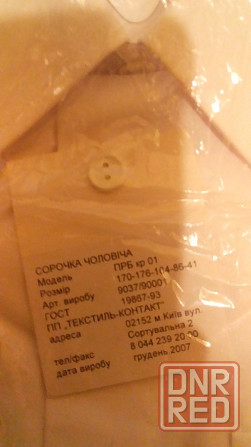 СОРОЧКА ЧОЛОВІЧА
Модель ПРБ кр 01
Розмір 170-176-104-86-41
Арт. виробу 9037/90001
ГОСТ 19867-93
ПП „ТЕКСТИЛЬ-КОНТАКТ"
адреса 02152 м.Київ вул
Сортувальна 2
тел/факс 8 044 239 20
дата виробу грудень 2007
DNR
RED